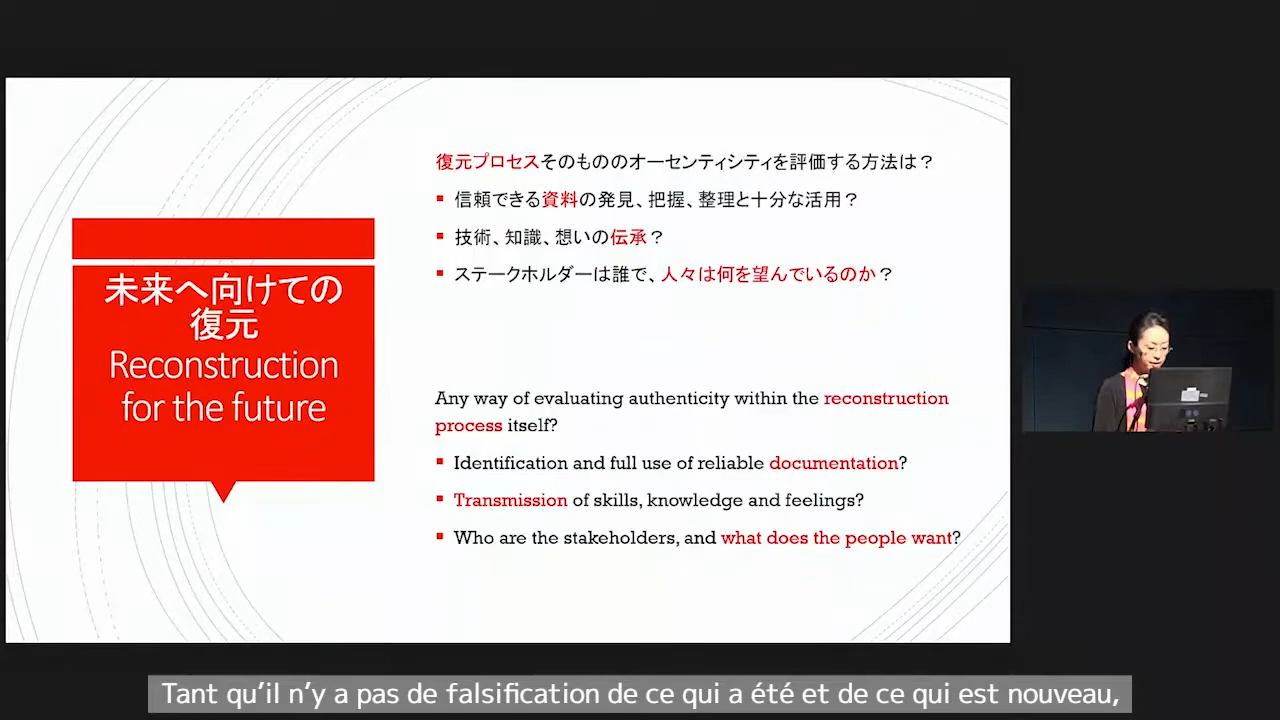 未来へ向けての
復元
Reconstruction
for the future
復元プロセスそのもののオーセンティシティを評価する方法は？
信頼できる資料の発見、把握、整理と十分な活用？
技術、知識、想いの伝承？
ステークホルダーは誰で、人々は何を望んでいるのか？
Any way of evaluating authenticity within the reconstruction
process itself?
Identification and full use of reliable documentation?
Transmission of skills, knowledge and feelings?
Who are the stakeholders, and what does the people want?
Tant qu’il n’y a pas de falsification de ce qui a été et de ce qui est nouveau,